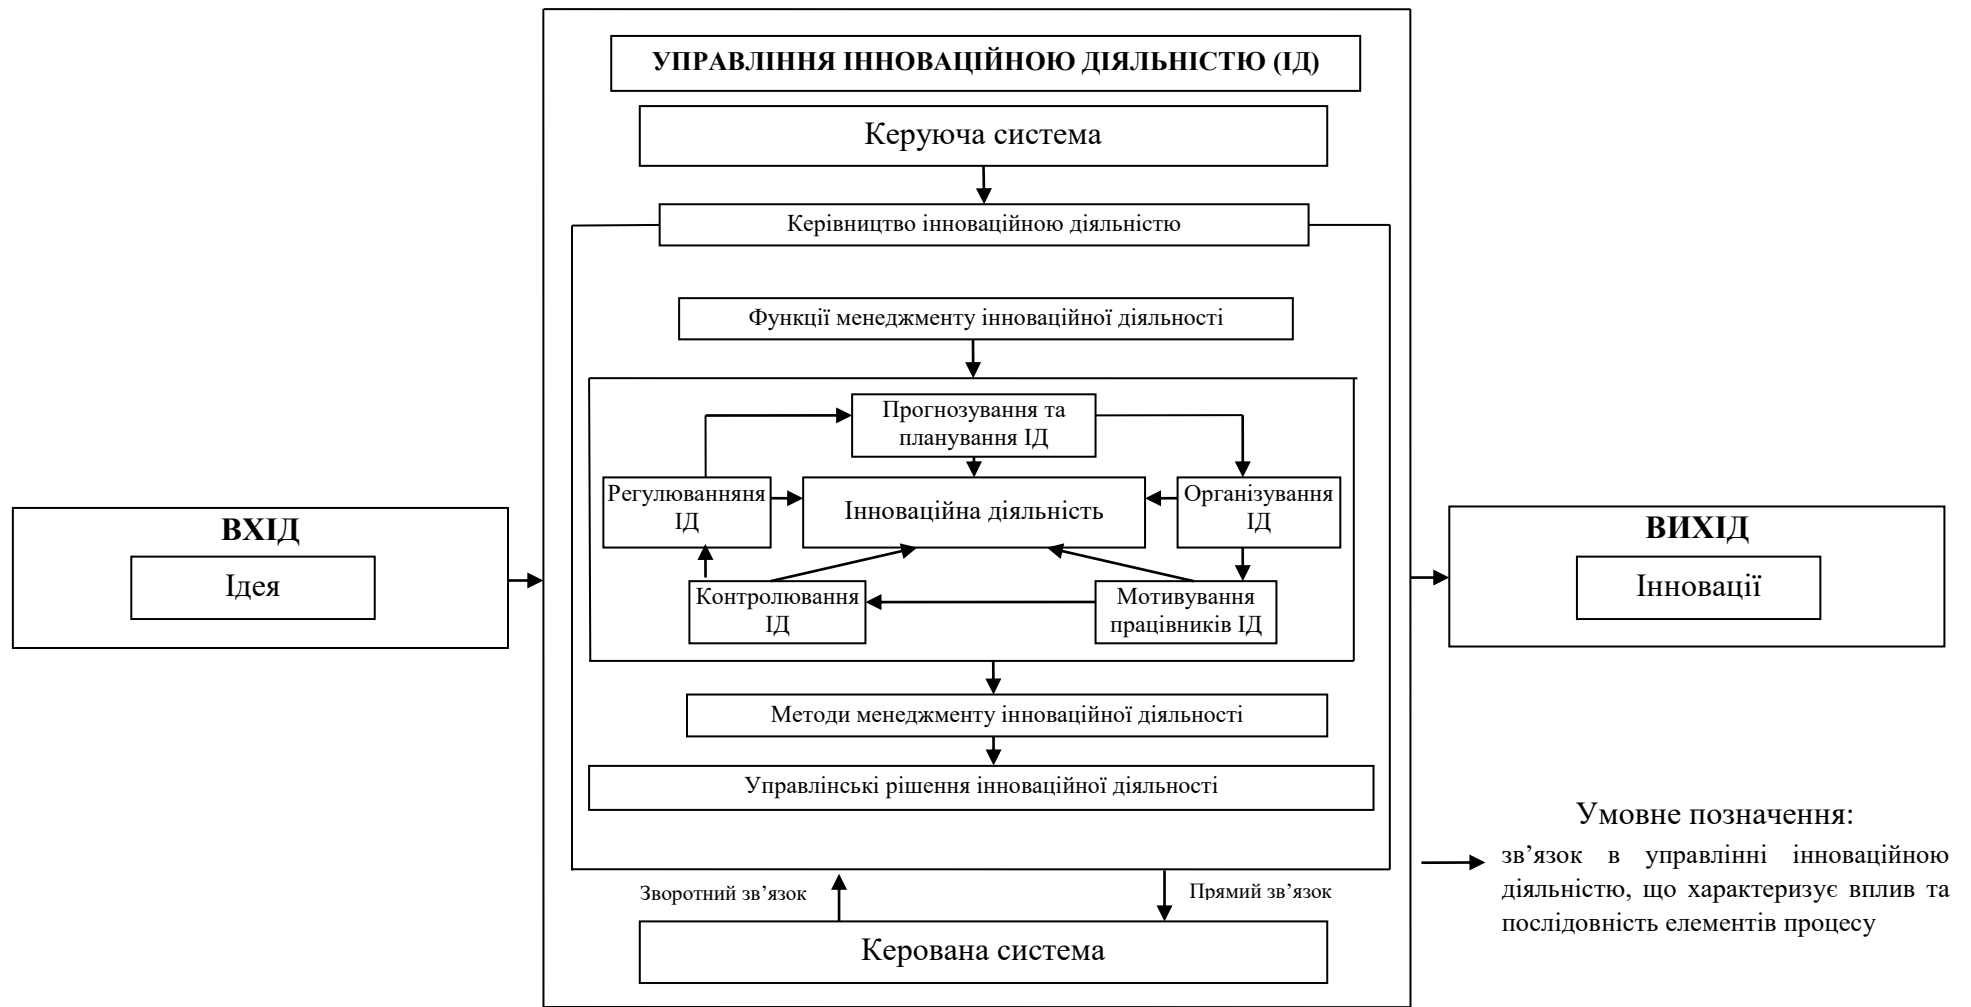 УПРАВЛІННЯ ІННОВАЦІЙНОЮ ДІЯЛЬНІСТЮ (ІД)
Керуюча система
Керівництво інноваційною діяльністю
Функції менеджменту інноваційної діяльності
Прогнозування та
планування ІД
Регулюванняня
ІД
Інноваційна діяльність
Організування
ІД
ВХІД
Ідея
ВИХІД
Інновації
Контролювання
ІД
Мотивування
працівників ІД
Методи менеджменту інноваційної діяльності
Управлінські рішення інноваційної діяльності
Умовне позначення:
зв’язок в управлінні інноваційною
діяльністю, що характеризує вплив та
послідовність елементів процесу
Зворотний зв’язок
Прямий зв’язок
Керована система